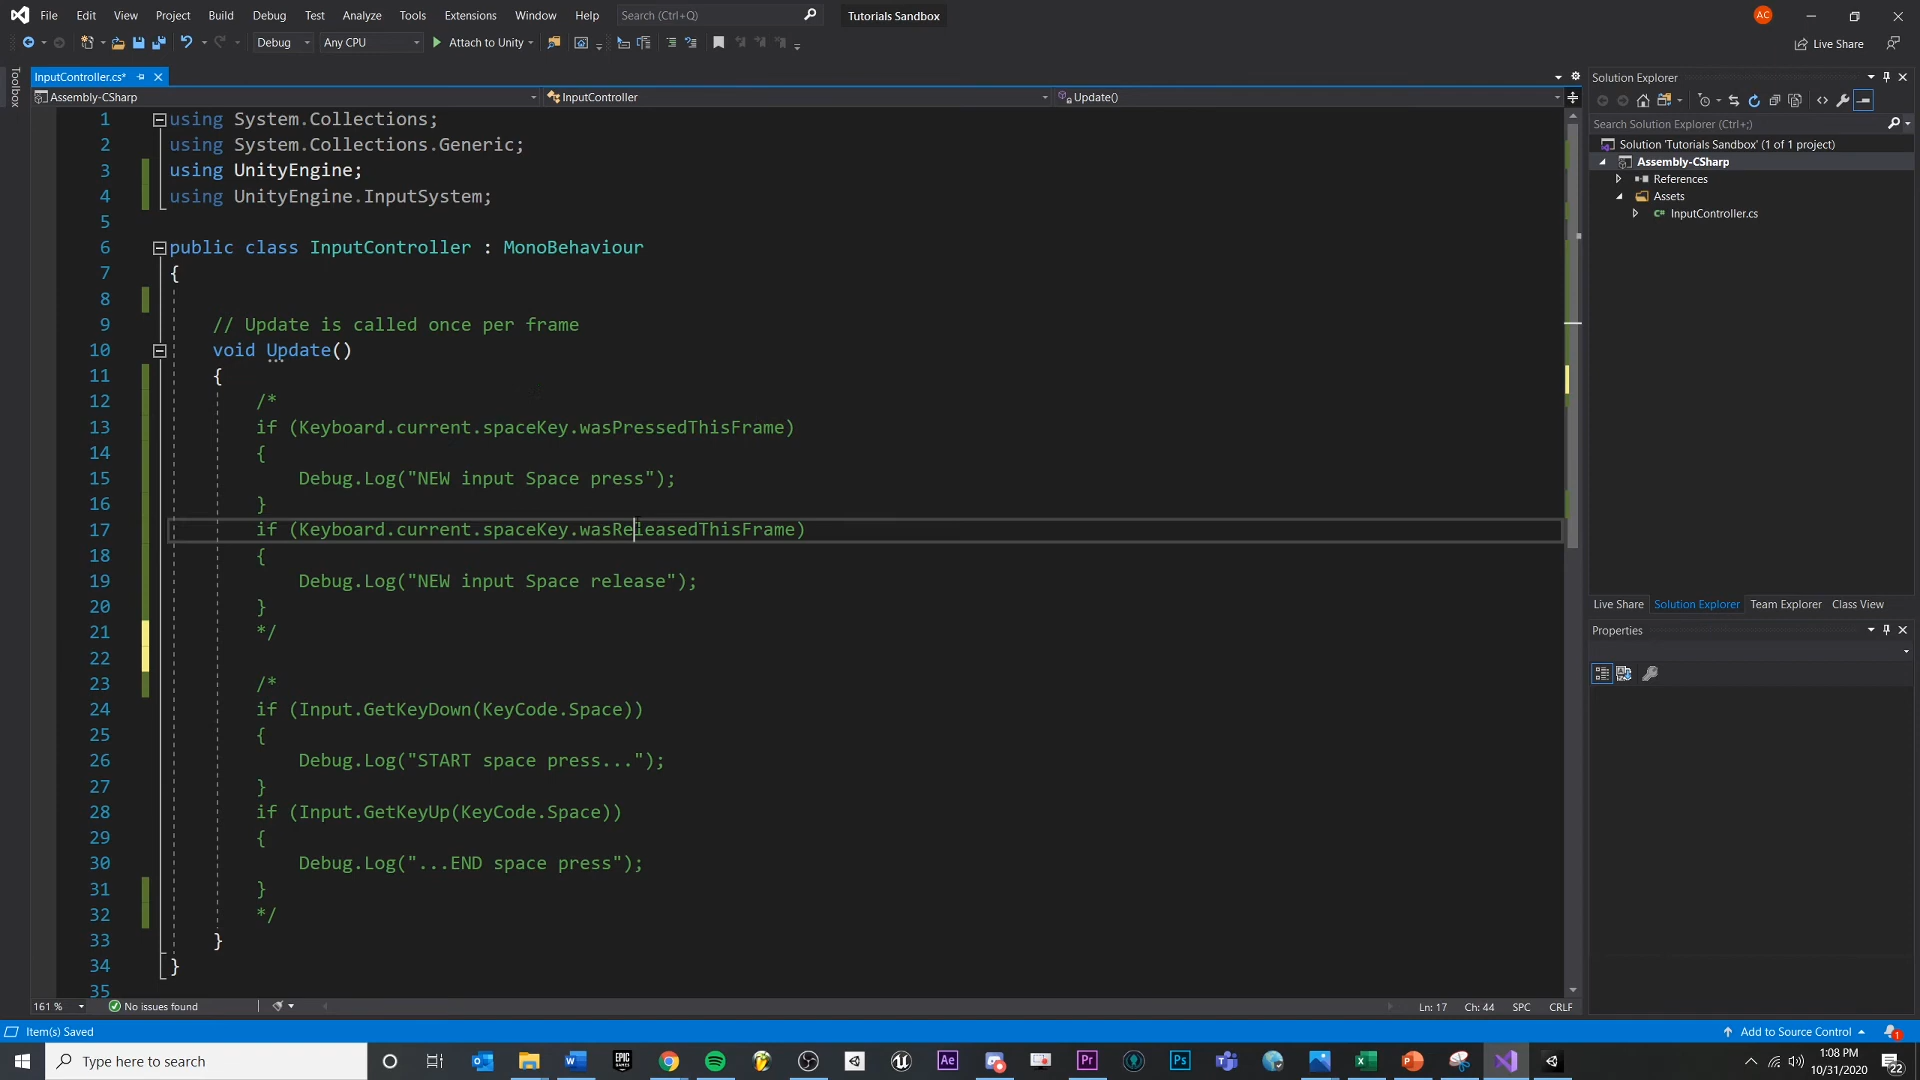 File Edit View Project Build Debug Test Analyze Tools Extensions Window Help Search (Ctrl+Q) Tutorials Sandbox AC
Debug Any CPU Attach to Unity Live Share
Toolbox
InputController.cs*
Assembly-CSharp InputController Update()
1 using System.Collections;
2 using System.Collections.Generic;
3 using UnityEngine;
4 using UnityEngine.InputSystem;
5
6 public class InputController : MonoBehaviour
7 {
8
9 // Update is called once per frame
10 void Update()
11 {
12 /*
13 if (Keyboard.current.spaceKey.wasPressedThisFrame)
14 {
15 Debug.Log("NEW input Space press");
16 }
17 if (Keyboard.current.spaceKey.wasReleasedThisFrame)
18 {
19 Debug.Log("NEW input Space release");
20 }
21 */
22
23 /*
24 if (Input.GetKeyDown(KeyCode.Space))
25 {
26 Debug.Log("START space press...");
27 }
28 if (Input.GetKeyUp(KeyCode.Space))
29 {
30 Debug.Log("...END space press");
31 }
32 */
33 }
34 }
35
161 % No issues found Ln: 17 Ch: 44 SPC CRLF
Solution Explorer
Search Solution Explorer (Ctrl+;)
Solution 'Tutorials Sandbox' (1 of 1 project)
Assembly-CSharp
References
Assets
C# InputController.cs
Live Share Solution Explorer Team Explorer Class View
Properties
Item(s) Saved Add to Source Control 1
Type here to search
EPIC GAMES
Ae Pr Ps
1:08 PM
10/31/2020
22